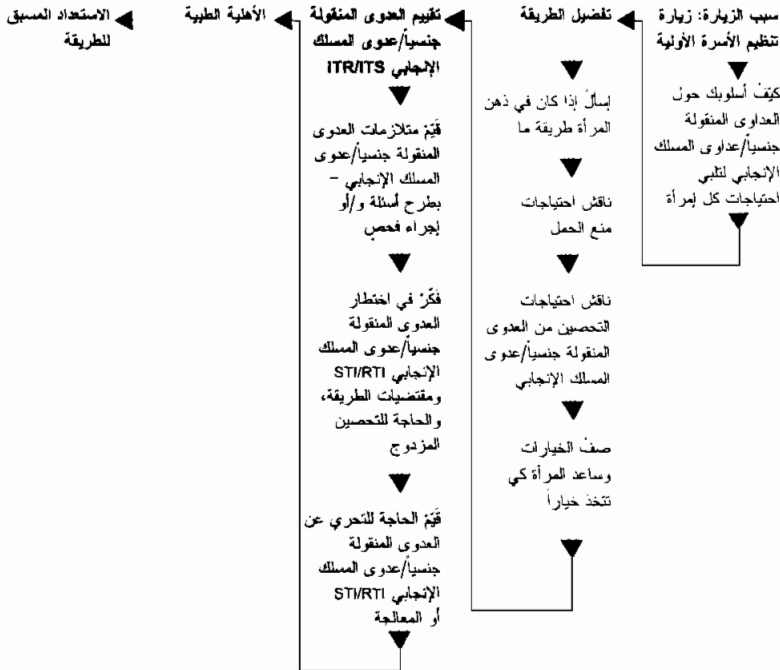 سبب الزيارة: زيارة
تنظيم الأسرة الأولية
كيّفْ أسلوبك حول
العداوى المنقولة
جنسياً/عداوى المسلك
الإنجابي لتلبي
احتياجات كل إمرأة
تفضيل الطريقة
إسألْ إذا كان في ذهن
المرأة طريقة ما
ناقش احتياجات
منع الحمل
ناقش احتياجات
التحصين من العدوى
المنقولة جنسياً/عدوى
المسلك الإنجابي
صفْ الخيارات
وساعد المرأة كي
تتخذ خياراً
تقييم العدوى المنقولة
جنسياً/عدوى المسلك
الإنجابي ITR/ITS
قَيّمْ متلازمات العدوى
المنقولة جنسياً/عدوى
المسلك الإنجابي –
بطرح أسئلة و/أو
إجراء فحص
فَكّرْ في اختطار
العدوى المنقولة
جنسياً/عدوى المسلك
الإنجابي STI/RTI
ومقتضيات الطريقة،
والحاجة للتحصين
المزدوج
قَيّمْ الحاجة للتحري عن
العدوى المنقولة
جنسياً/عدوى المسلك
الإنجابي STI/RTI
أو المعالجة
الأهلية الطبية
الاستعداد المسبق
للطريقة